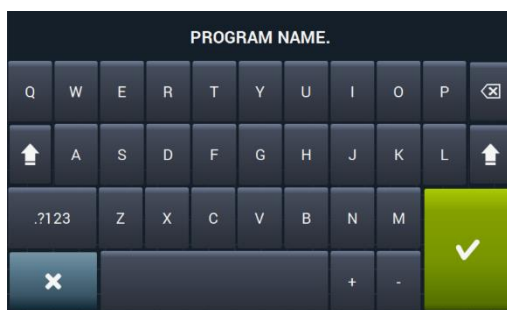 PROGRAM NAME.
Q W E R T Y U I O P
A S D F G H J K L
.?123 Z X C V B N M
+ -